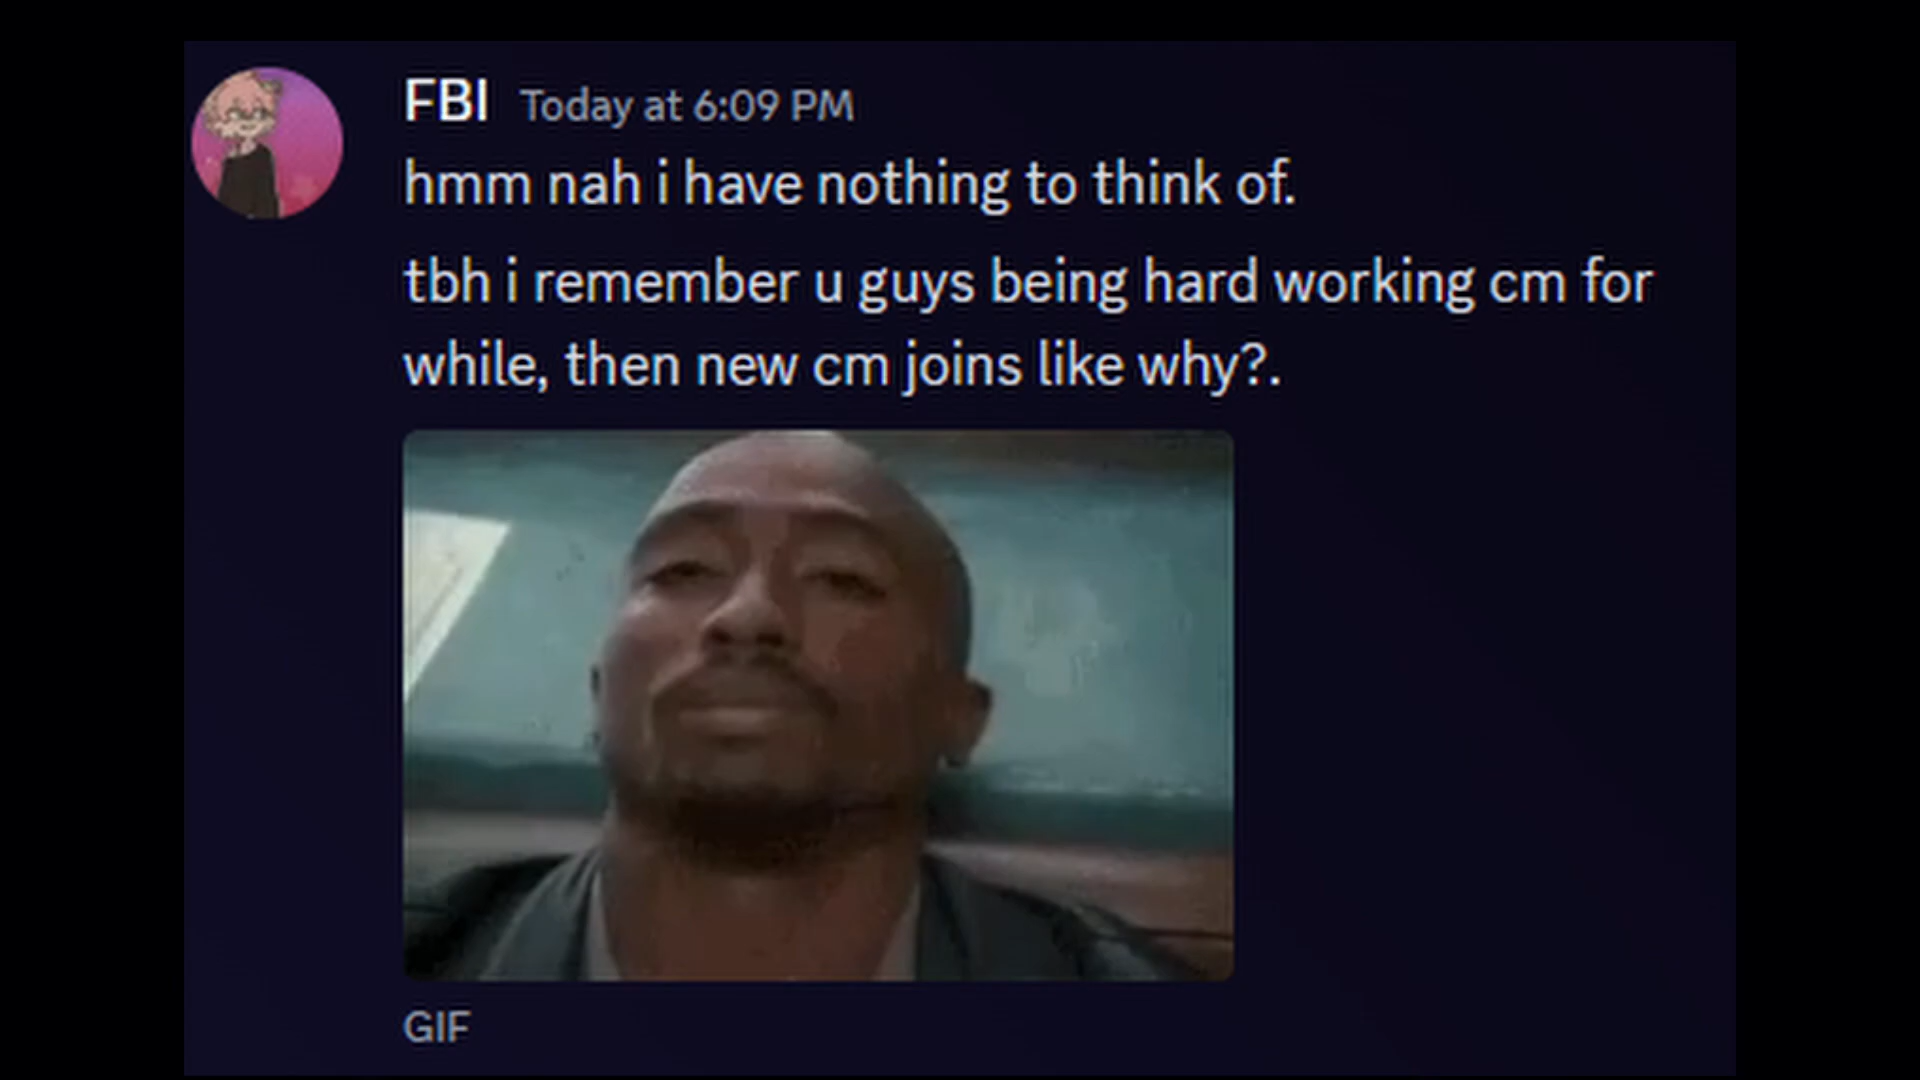 FBI Today at 6:09 PM
hmm nah i have nothing to think of.
tbh i remember u guys being hard working cm for
while, then new cm joins like why?.
GIF